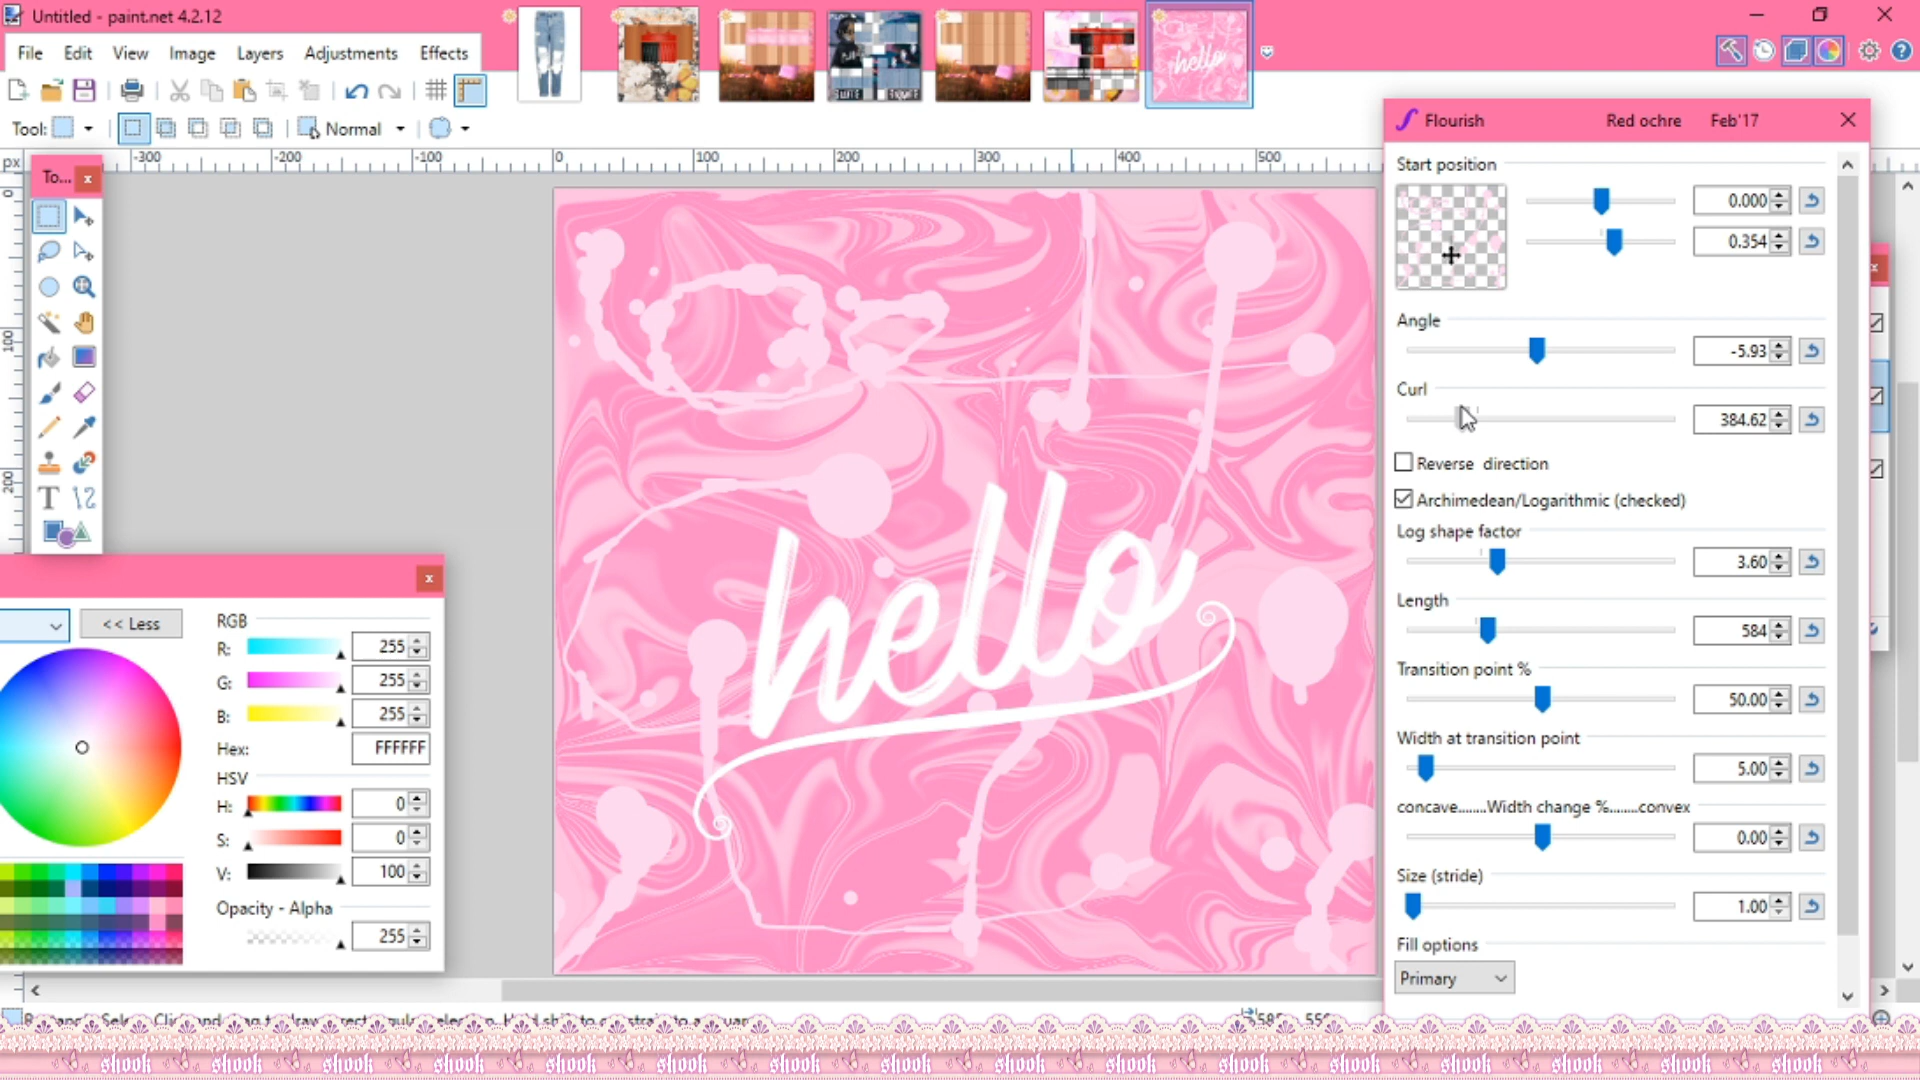 Untitled - paint.net 4.2.12
File Edit View Image Layers Adjustments Effects
Tool: Normal
px -300 -200 -100 0 100 200 300 400 500
0
100
200
To...
<< Less
RGB
R: 255
G: 255
B: 255
Hex: FFFFFF
HSV
H: 0
S: 0
V: 100
Opacity - Alpha
255
hello
hello
Flourish Red ochre Feb'17
Start position
0.000
0.354
Angle
-5.93
Curl
384.62
Reverse direction
Archimedean/Logarithmic (checked)
Log shape factor
3.60
Length
584
Transition point %
50.00
Width at transition point
5.00
concave.......Width change %.......convex
0.00
Size (stride)
1.00
Fill options
Primary
shook shook shook shook shook shook shook shook shook shook shook shook shook shook shook shook